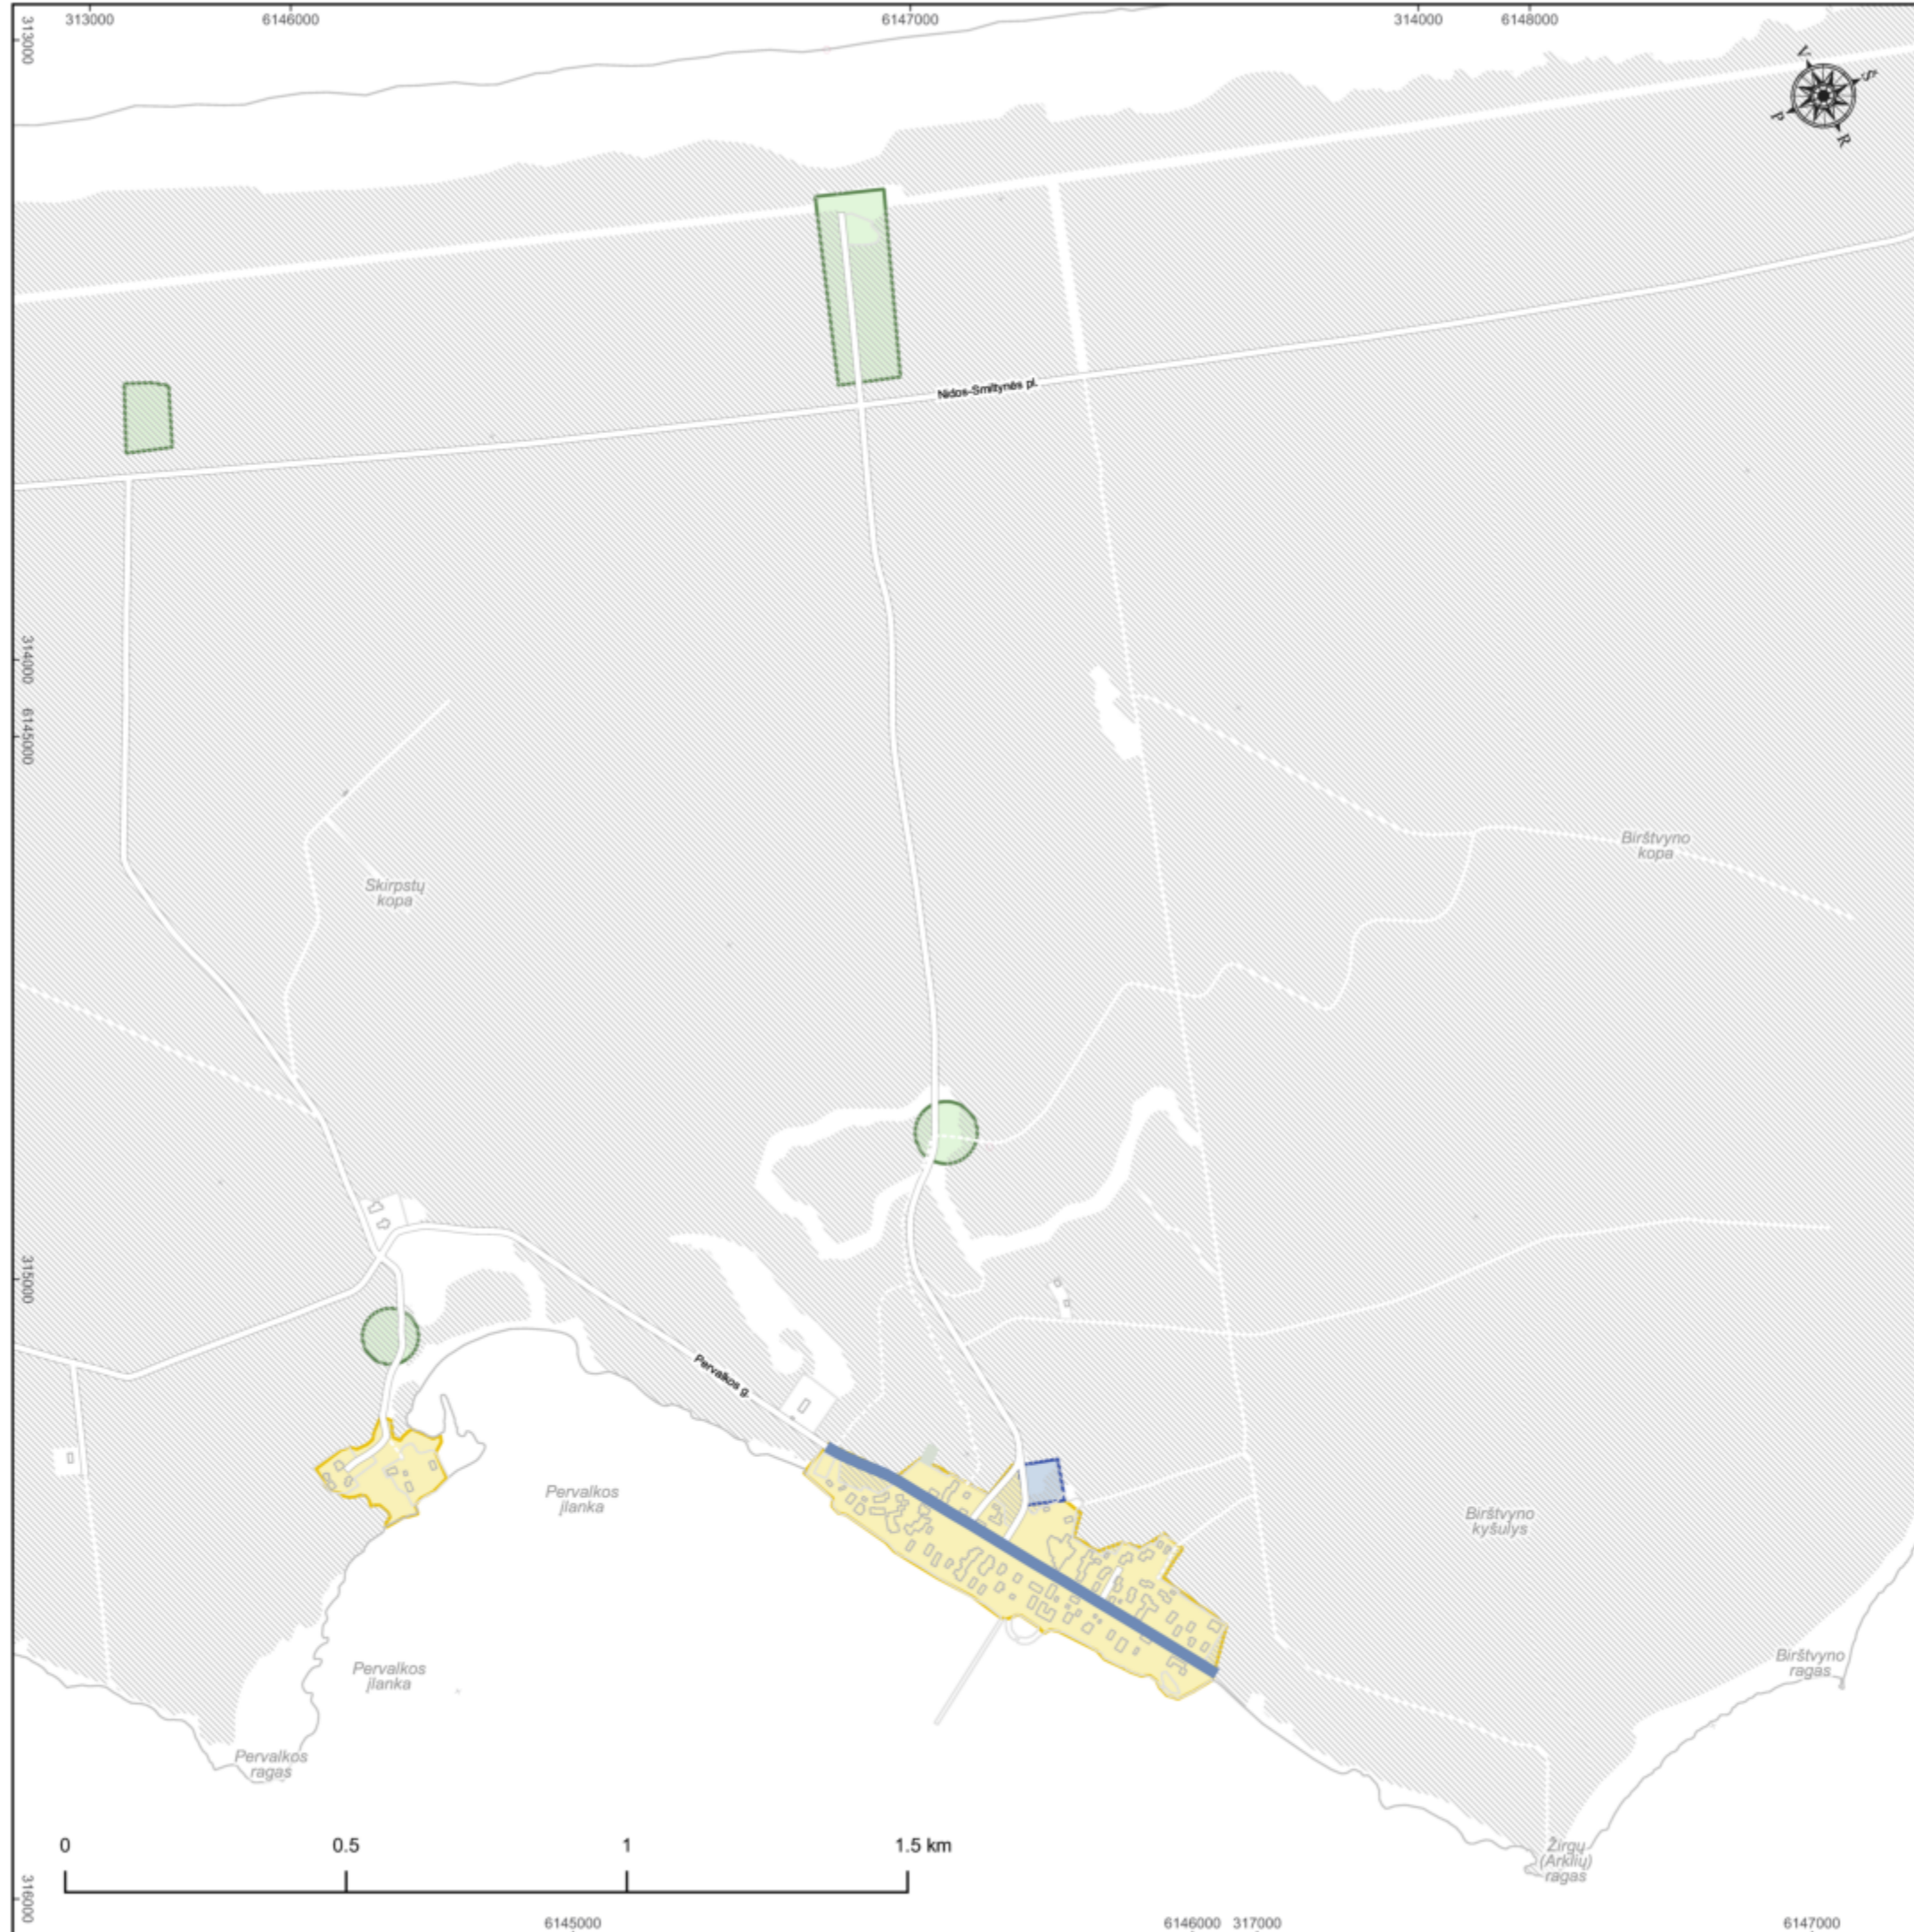 313000
6146000
6147000
314000
6148000
313000
V
S
P
R
Nidos-Smiltynės pl.
314000
6145000
Birštvyno
kopa
Skirpstų
kopa
315000
Pervalkos g.
Pervalkos
įlanka
Birštvyno
kyšulys
Pervalkos
įlanka
Birštvyno
ragas
Pervalkos
ragas
0
0.5
1
1.5 km
Žirgų
(Arklių)
ragas
316000
6145000
6146000
317000
6147000